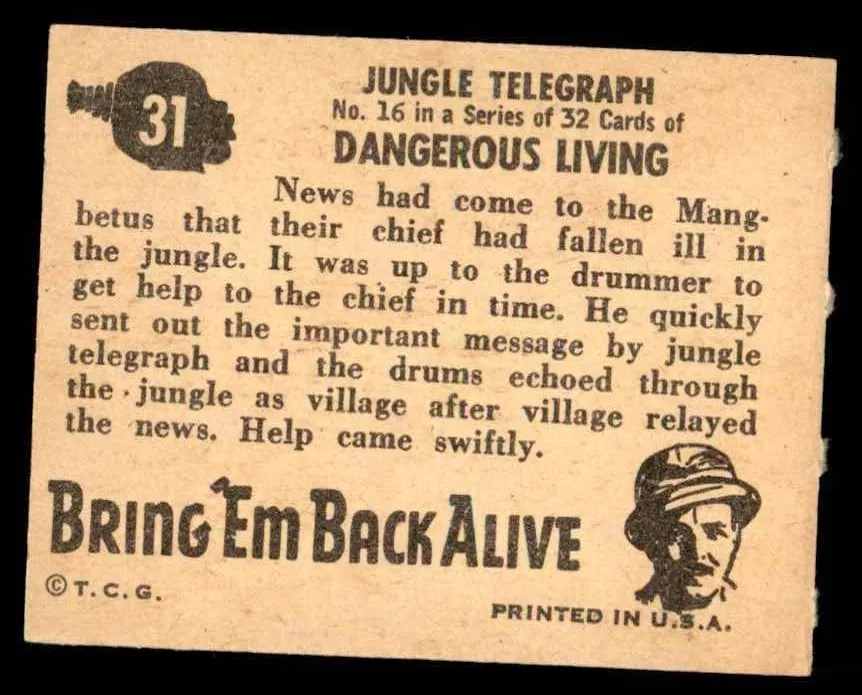 31
JUNGLE TELEGRAPH
No. 16 in a Series of 32 Cards of
DANGEROUS LIVING
News had come to the Mang-
betus that their chief had fallen ill in
the jungle. It was up to the drummer to
get help to the chief in time. He quickly
sent out the important message by jungle
telegraph and the drums echoed through
the jungle as village after village relayed
the news. Help came swiftly.
BRING 'EM BACK ALIVE
© T. C. G.
PRINTED IN U.S.A.